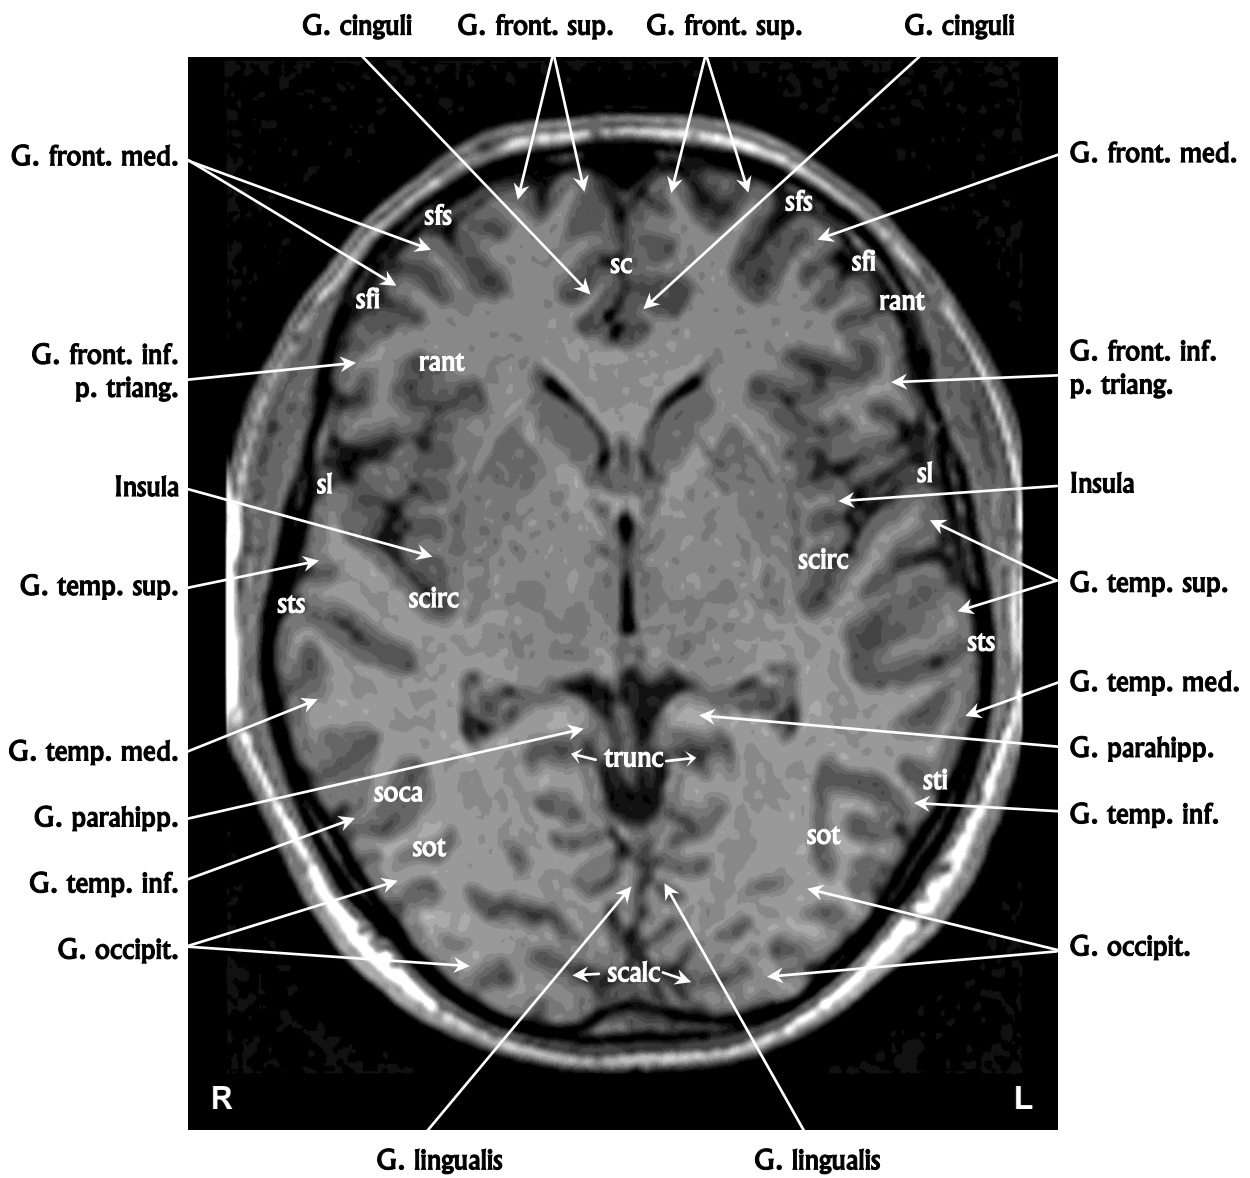 G. cinguli
G. front. sup.
G. front. sup.
G. cinguli
G. front. med.
G. front. med.
sfs
sfs
sc
sfi
sfi
rant
rant
G. front. inf.
p. triang.
G. front. inf.
p. triang.
sl
sl
Insula
Insula
scirc
scirc
G. temp. sup.
G. temp. sup.
sts
sts
G. temp. med.
G. temp. med.
trunc
G. parahipp.
G. parahipp.
soca
sti
G. temp. inf.
G. temp. inf.
sot
sot
G. occipit.
G. occipit.
scalc
R
L
G. lingualis
G. lingualis